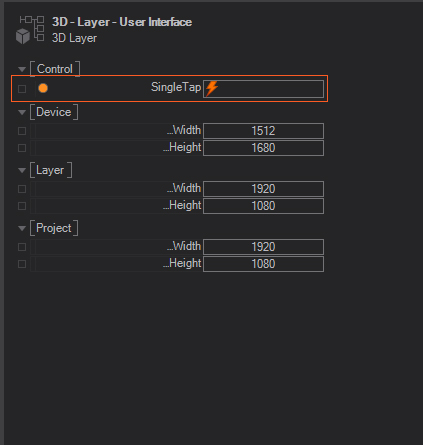 3D - Layer - User Interface
3D Layer
Control
SingleTap
Device
...Width 1512
...Height 1680
Layer
...Width 1920
...Height 1080
Project
...Width 1920
...Height 1080